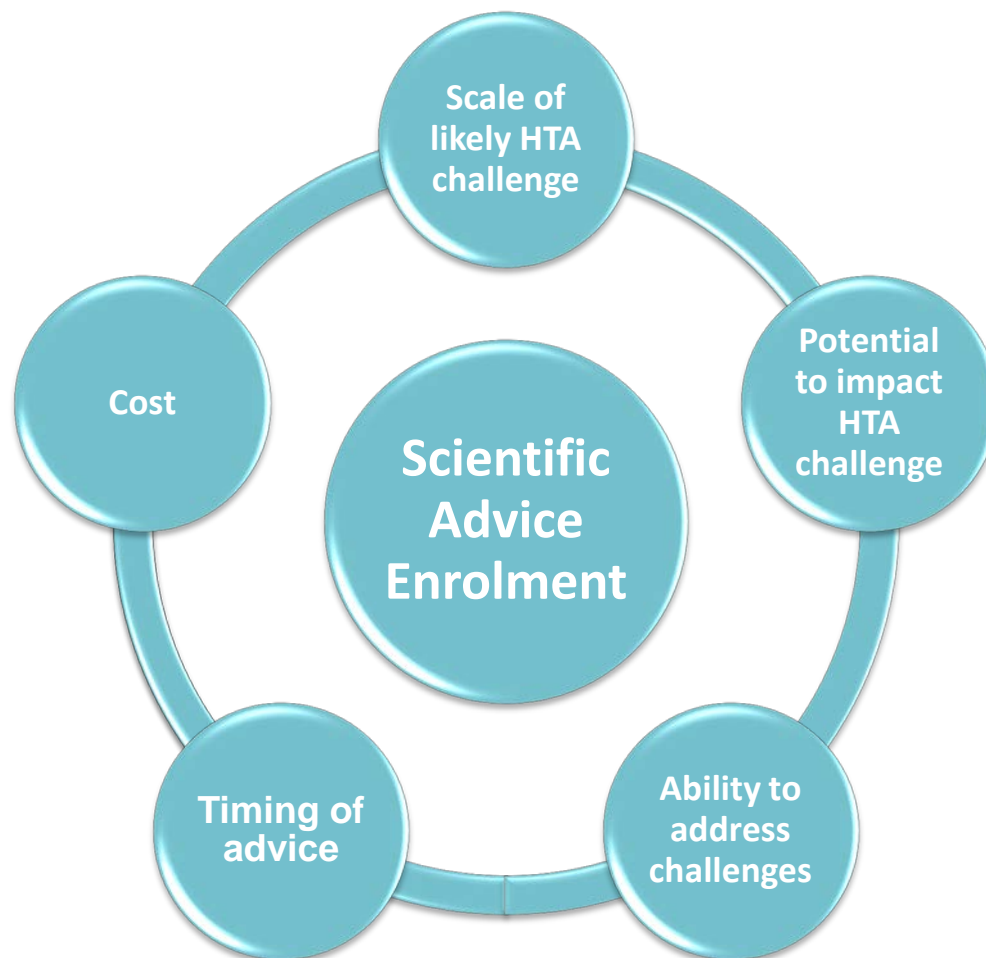 Scale of
likely HTA
challenge
Potential
to impact
HTA
challenge
Cost
Scientific
Advice
Enrolment
Timing of
advice
Ability to
address
challenges